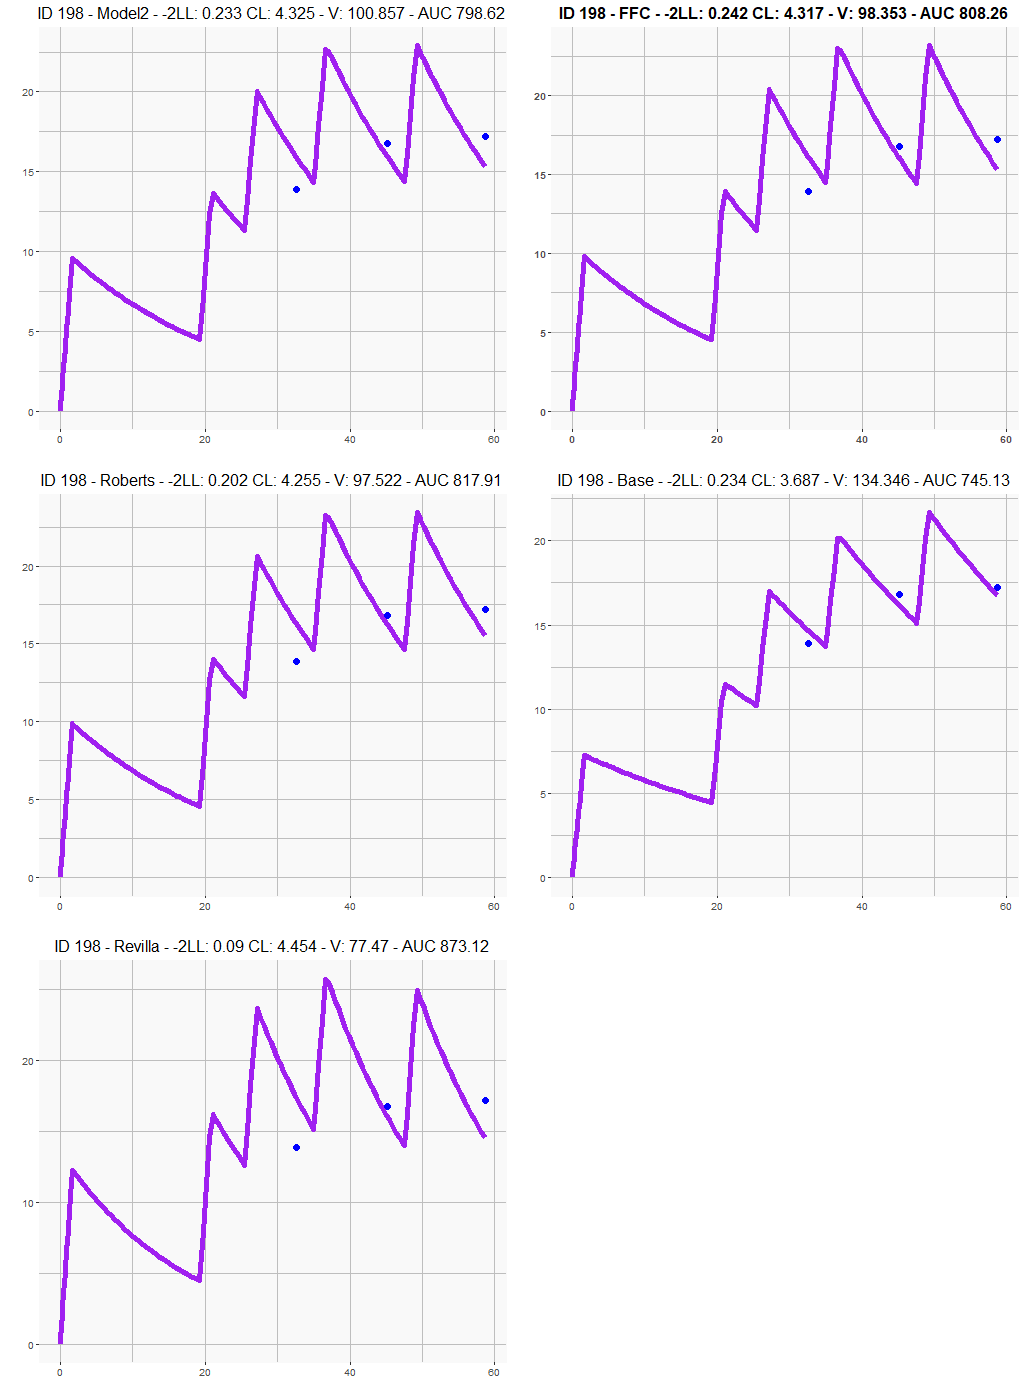 ID 198 - Model2 - -2LL: 0.233 CL: 4.325 - V: 100.857 - AUC 798.62
20
15
10
5
0
0 20 40 60
ID 198 - FFC - -2LL: 0.242 CL: 4.317 - V: 98.353 - AUC 808.26
20
15
10
5
0
0 20 40 60
ID 198 - Roberts - -2LL: 0.202 CL: 4.255 - V: 97.522 - AUC 817.91
20
15
10
5
0
0 20 40 60
ID 198 - Base - -2LL: 0.234 CL: 3.687 - V: 134.346 - AUC 745.13
20
15
10
5
0
0 20 40 60
ID 198 - Revilla - -2LL: 0.09 CL: 4.454 - V: 77.47 - AUC 873.12
20
10
0
0 20 40 60